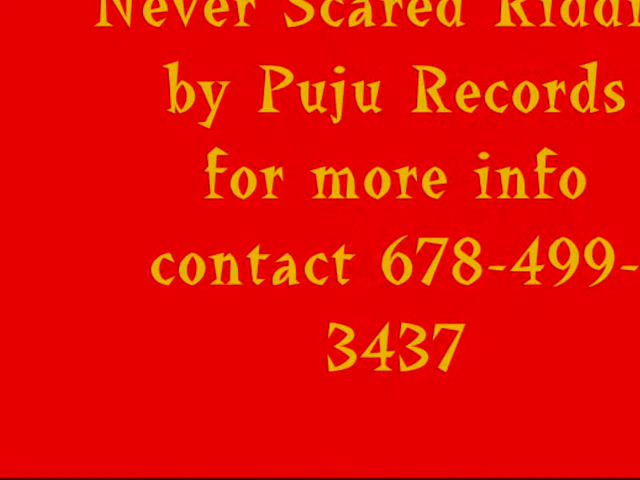 Never Scared
by Puju Records
for more info
contact 678-499-
3437